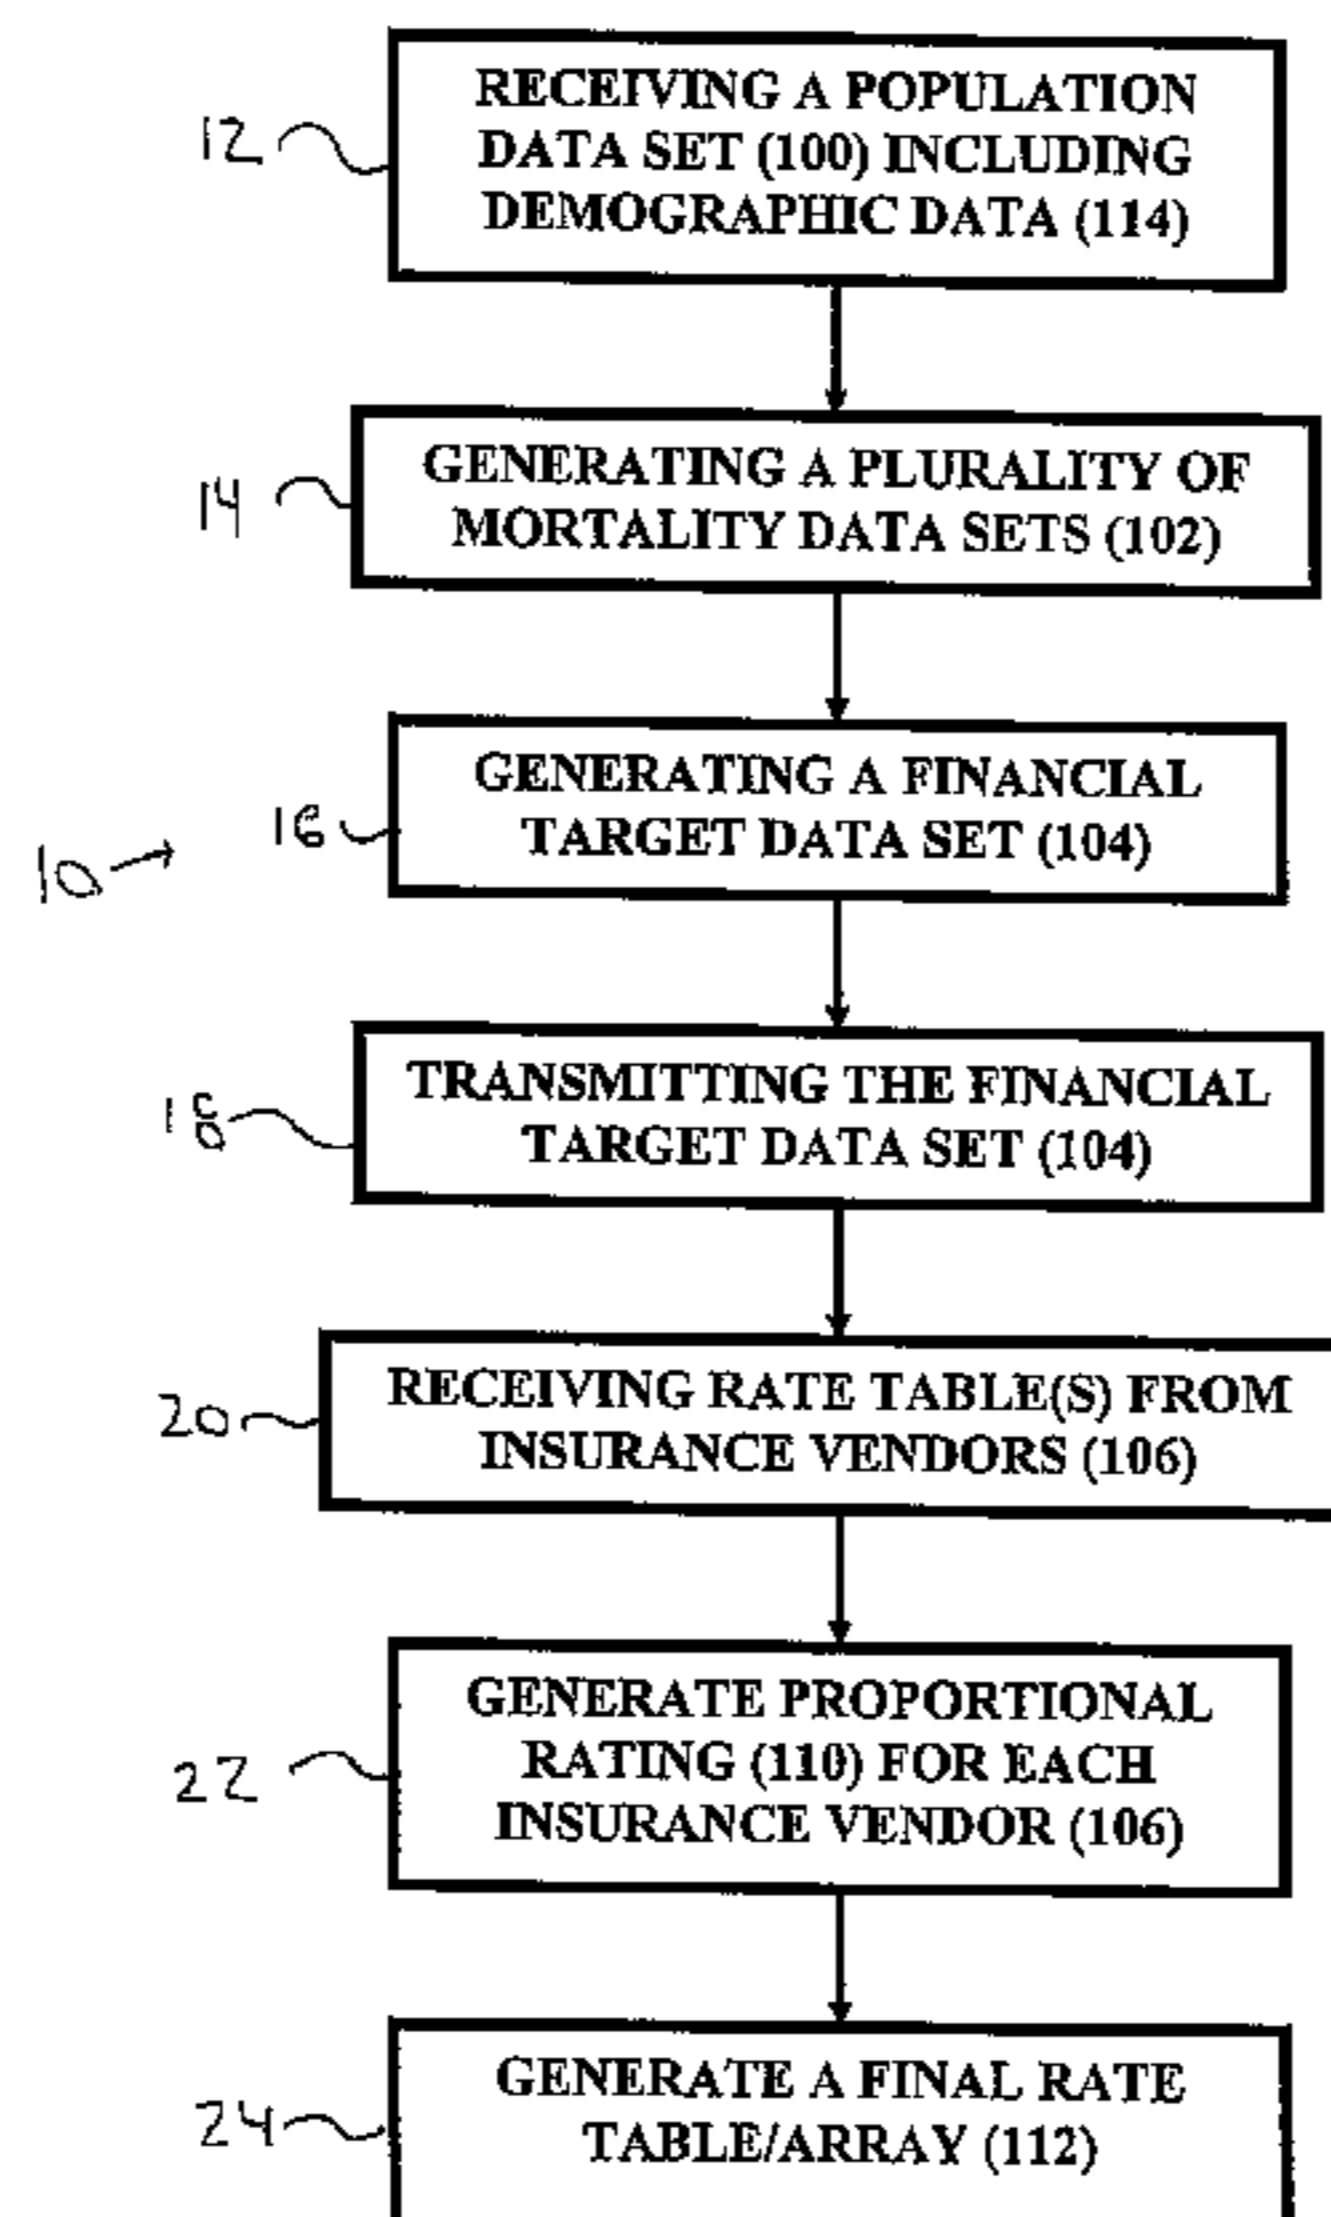 12
RECEIVING A POPULATION
DATA SET (100) INCLUDING
DEMOGRAPHIC DATA (114)
14
GENERATING A PLURALITY OF
MORTALITY DATA SETS (102)
10
16
GENERATING A FINANCIAL
TARGET DATA SET (104)
18
TRANSMITTING THE FINANCIAL
TARGET DATA SET (104)
20
RECEIVING RATE TABLE(S) FROM
INSURANCE VENDORS (106)
22
GENERATE PROPORTIONAL
RATING (110) FOR EACH
INSURANCE VENDOR (106)
24
GENERATE A FINAL RATE
TABLE/ARRAY (112)